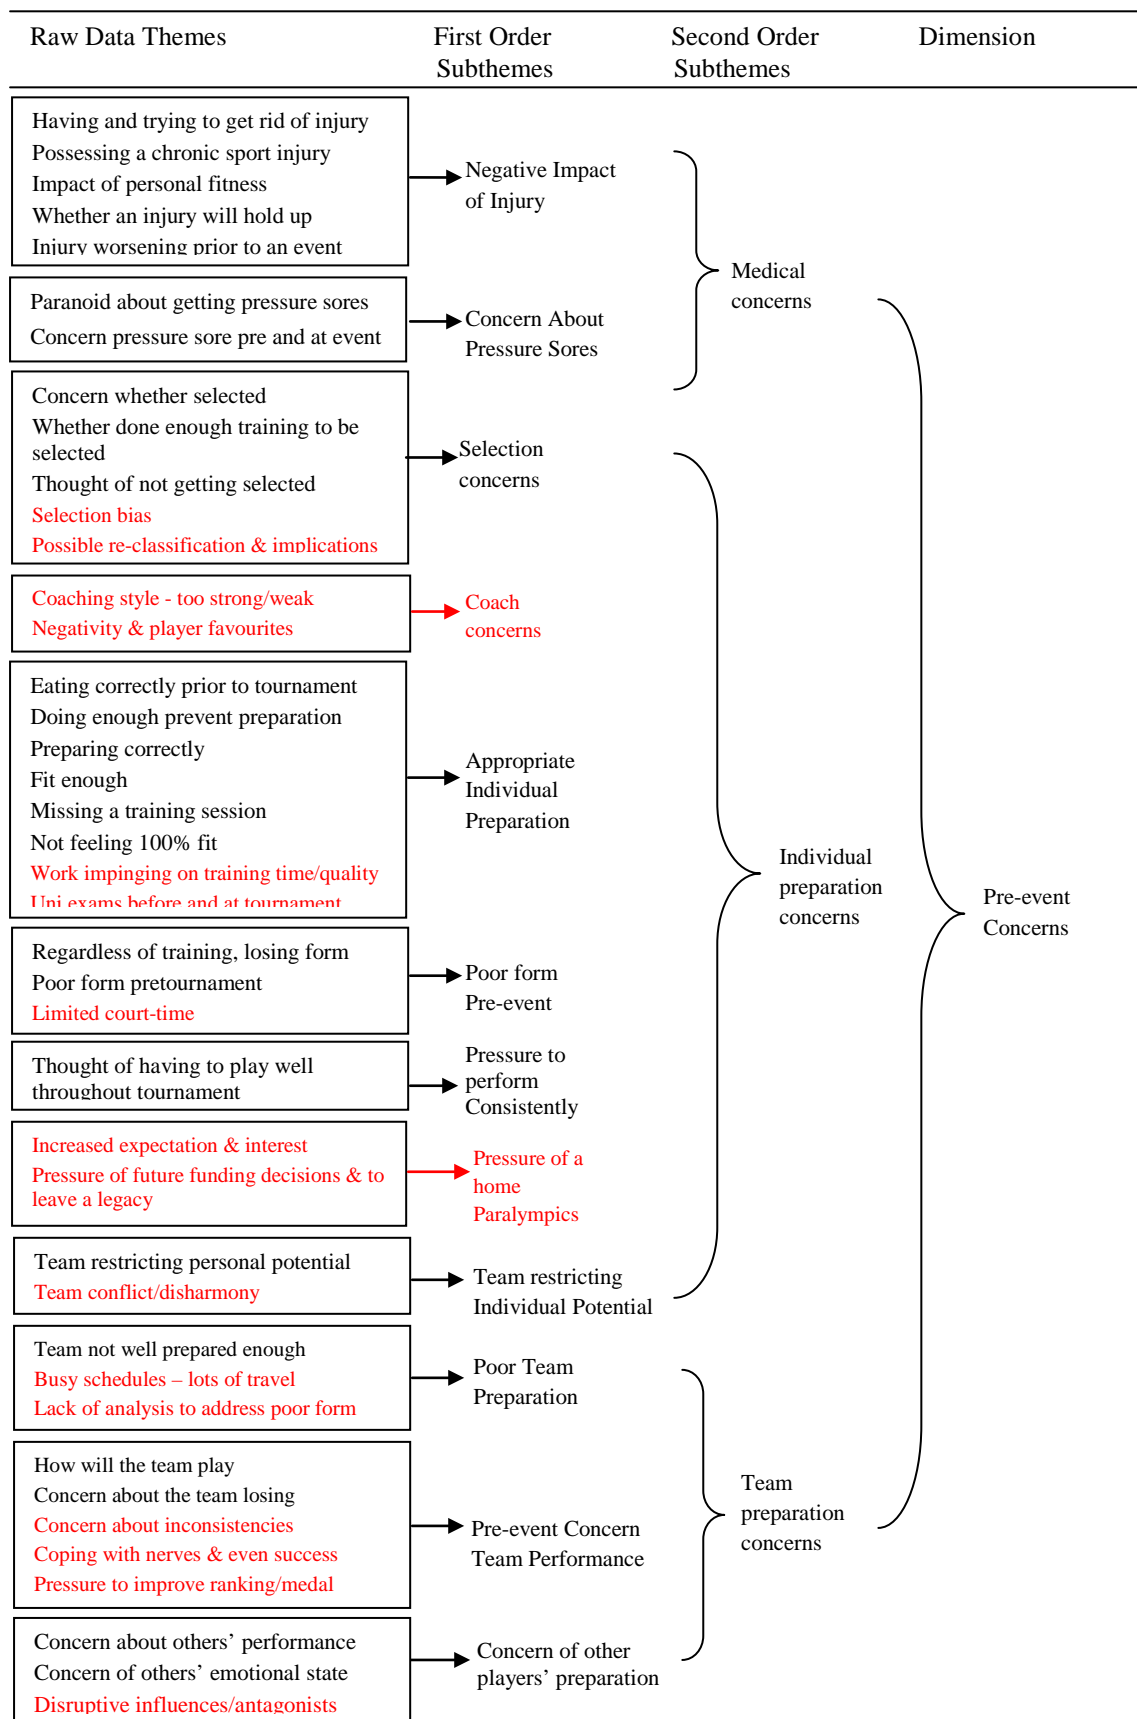 Raw Data Themes
First Order
Subthemes
Second Order
Subthemes
Dimension
Having and trying to get rid of injury
Possessing a chronic sport injury
Impact of personal fitness
Whether an injury will hold up
Injury worsening prior to an event
Negative Impact
of Injury
Paranoid about getting pressure sores
Concern pressure sore pre and at event
Concern About
Pressure Sores
Medical
concerns
Concern whether selected
Whether done enough training to be
selected
Thought of not getting selected
Selection bias
Possible re-classification & implications
Selection
concerns
Coaching style - too strong/weak
Negativity & player favourites
Coach
concerns
Eating correctly prior to tournament
Doing enough prevent preparation
Preparing correctly
Fit enough
Missing a training session
Not feeling 100% fit
Work impinging on training time/quality
Uni exams before and at tournament
Appropriate
Individual
Preparation
Regardless of training, losing form
Poor form pretournament
Limited court-time
Poor form
Pre-event
Thought of having to play well
throughout tournament
Pressure to
perform
Consistently
Increased expectation & interest
Pressure of future funding decisions & to
leave a legacy
Pressure of a
home
Paralympics
Team restricting personal potential
Team conflict/disharmony
Team restricting
Individual Potential
Individual
preparation
concerns
Team not well prepared enough
Busy schedules – lots of travel
Lack of analysis to address poor form
Poor Team
Preparation
How will the team play
Concern about the team losing
Concern about inconsistencies
Coping with nerves & even success
Pressure to improve ranking/medal
Pre-event Concern
Team Performance
Concern about others’ performance
Concern of others’ emotional state
Disruptive influences/antagonists
Concern of other
players’ preparation
Team
preparation
concerns
Pre-event
Concerns